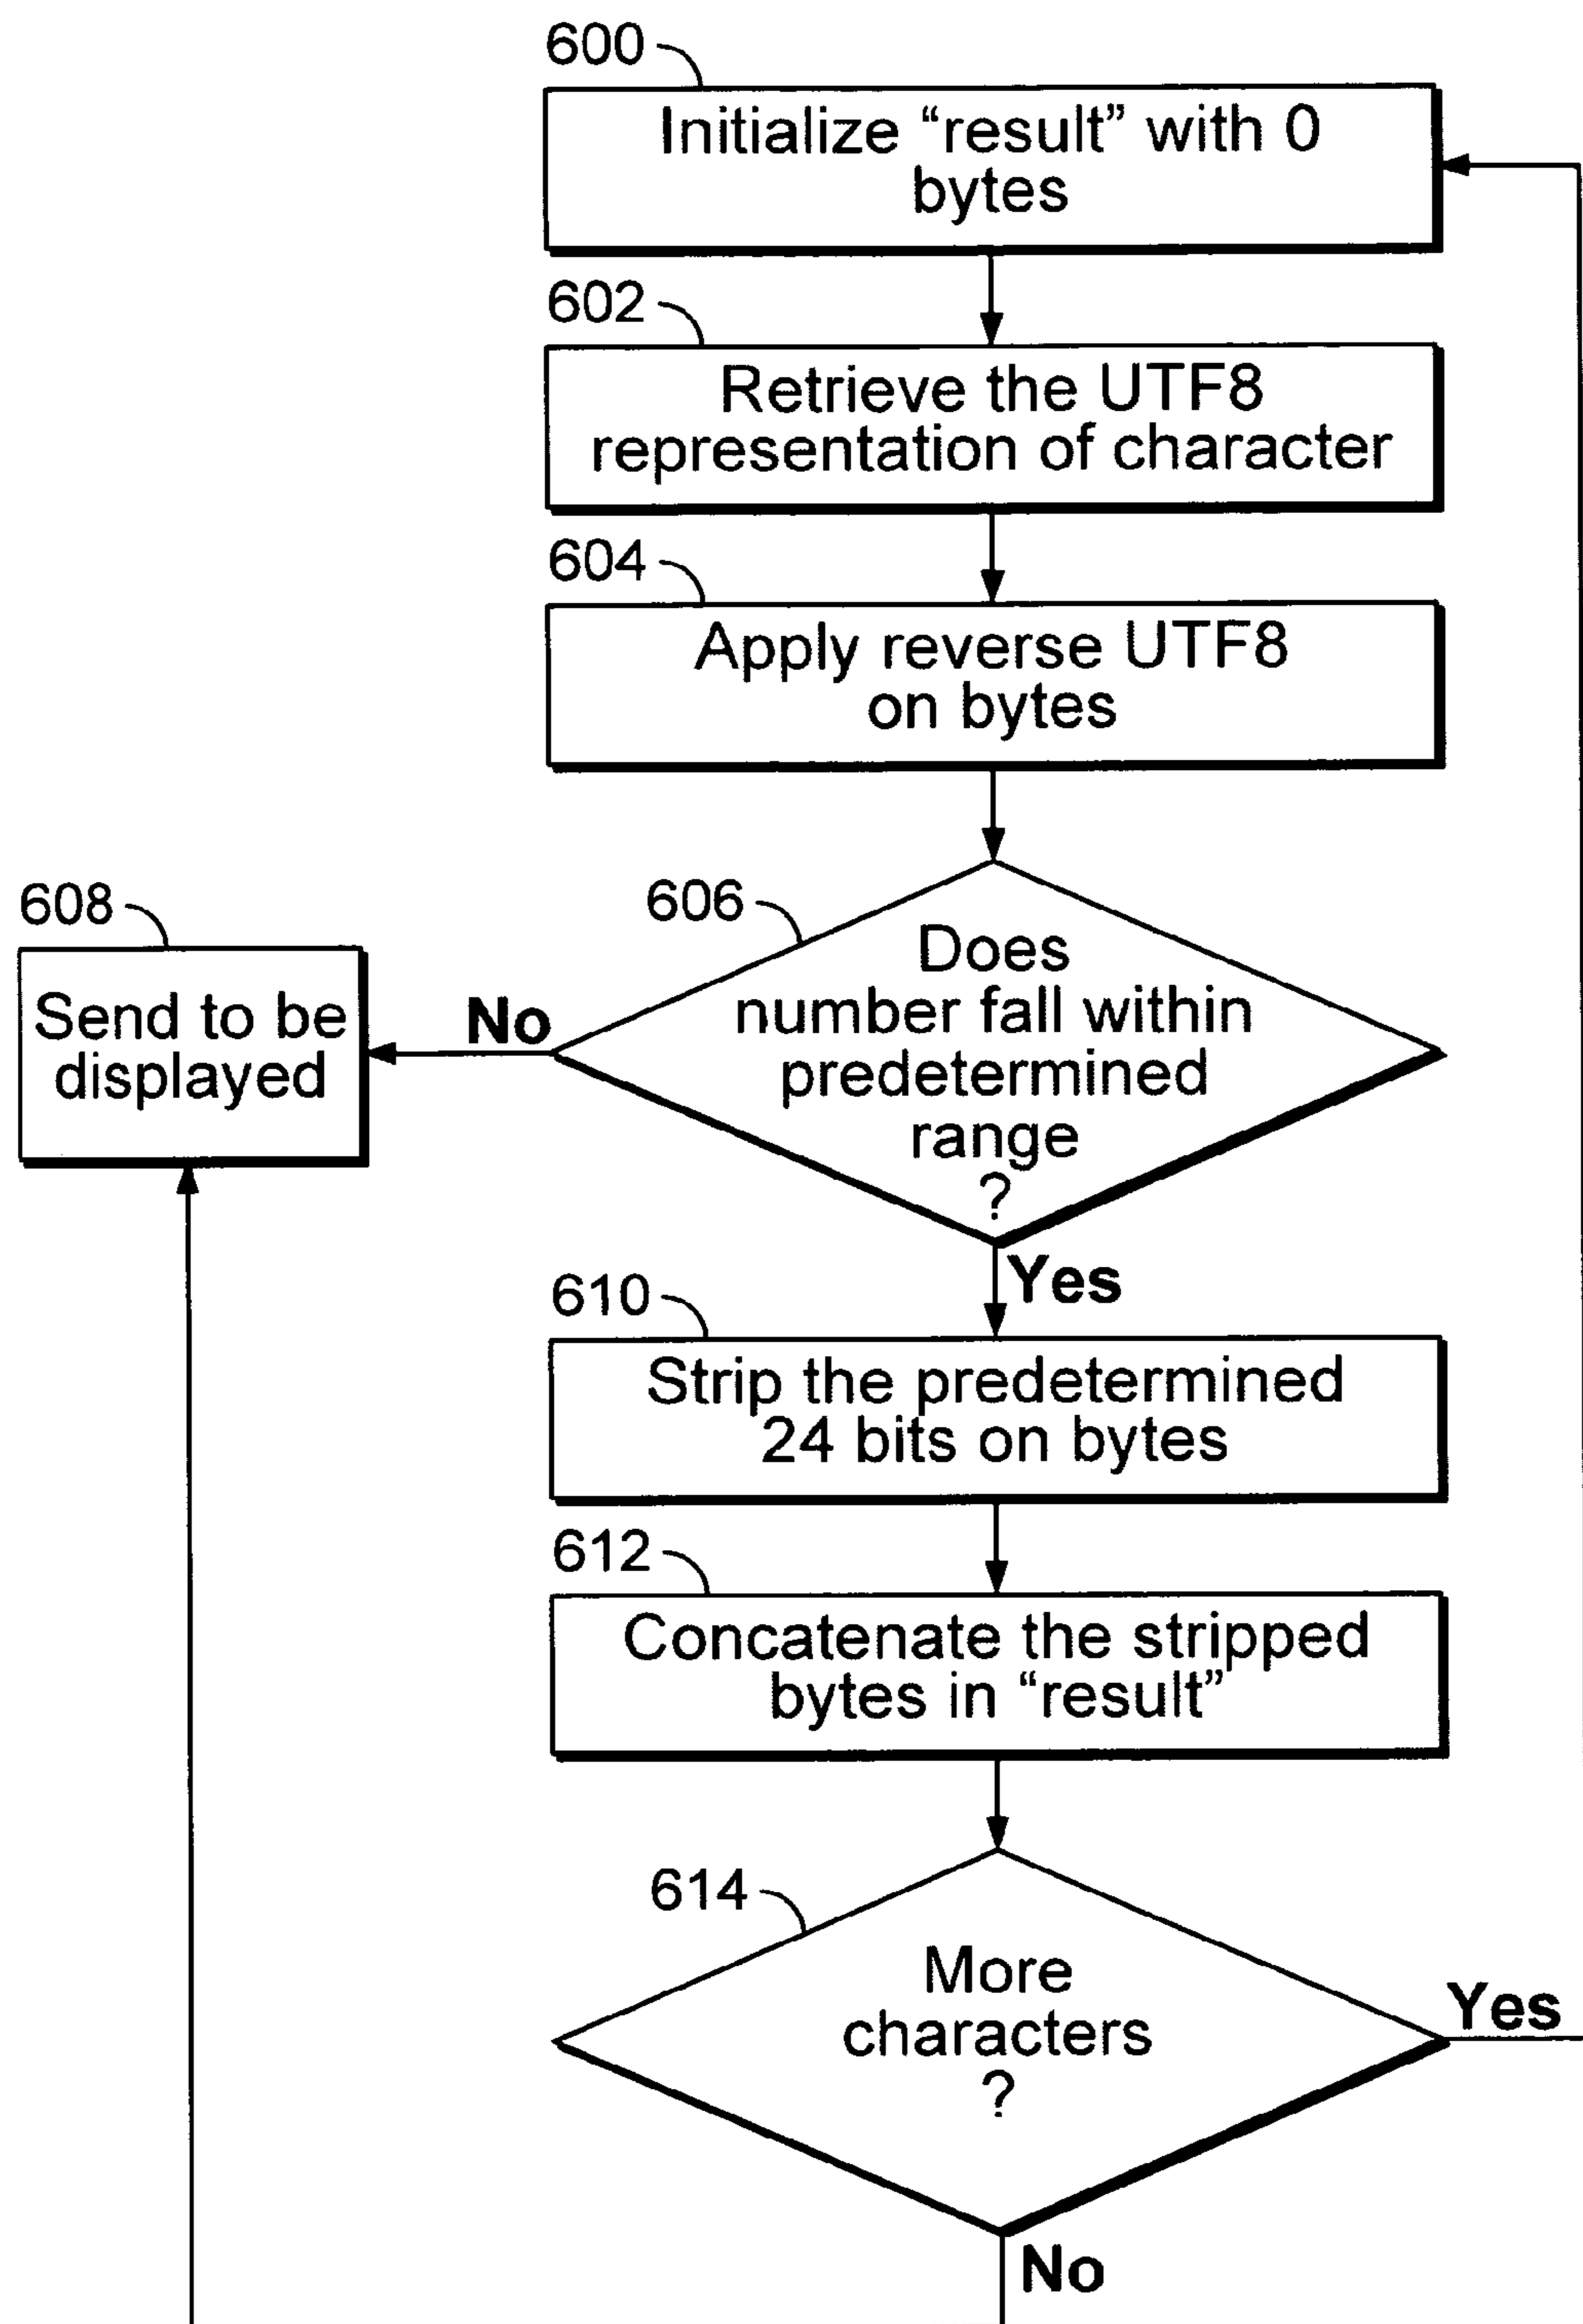 600
Initialize “result” with 0
bytes
602
Retrieve the UTF8
representation of character
604
Apply reverse UTF8
on bytes
606
Does
number fall within
predetermined
range
?
608
Send to be
displayed
No
Yes
610
Strip the predetermined
24 bits on bytes
612
Concatenate the stripped
bytes in “result”
614
More
characters
?
Yes
No